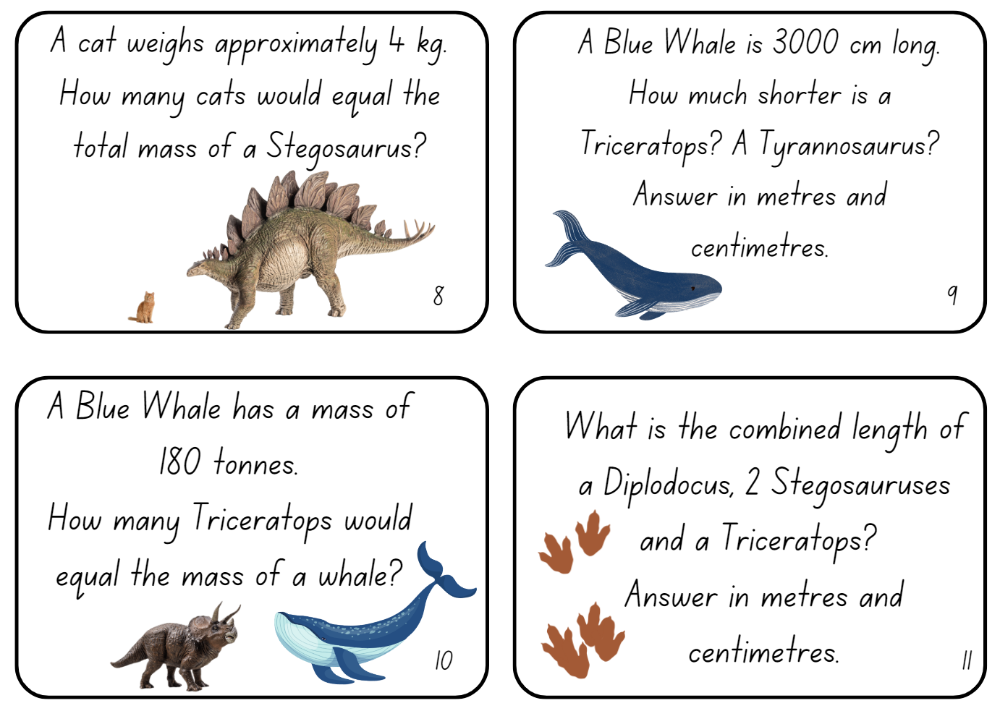 A cat weighs approximately 4 kg.
How many cats would equal the
total mass of a Stegosaurus?
8
A Blue Whale is 3000 cm long.
How much shorter is a
Triceratops? A Tyrannosaurus?
Answer in metres and
centimetres.
9
A Blue Whale has a mass of
180 tonnes.
How many Triceratops would
equal the mass of a whale?
10
What is the combined length of
a Diplodocus, 2 Stegosauruses
and a Triceratops?
Answer in metres and
centimetres.
11